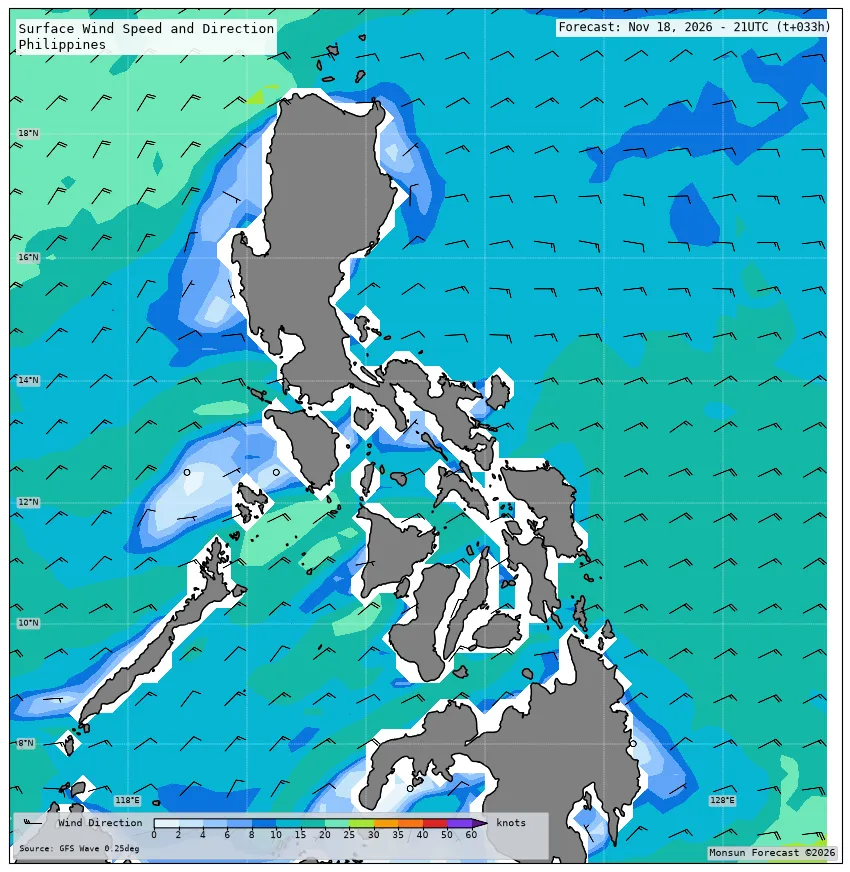 Surface Wind Speed and Direction
Philippines
Forecast: Nov 18, 2026 - 21UTC (t+033h)
18°N
16°N
14°N
12°N
10°N
8°N
118°E
128°E
Wind Direction
0 2 4 6 8 10 15 20 25 30 35 40 50 60 knots
Source: GFS Wave 0.25deg
Monsun Forecast ©2026